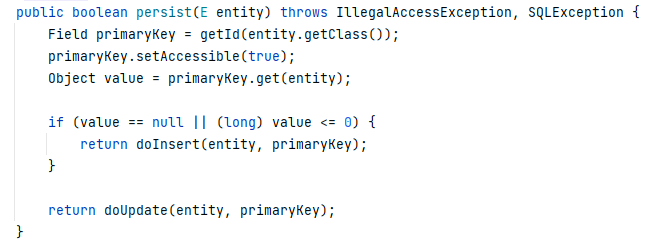 public boolean persist(E entity) throws IllegalAccessException, SQLException {
    Field primaryKey = getId(entity.getClass());
    primaryKey.setAccessible(true);
    Object value = primaryKey.get(entity);

    if (value == null || (long) value <= 0) {
        return doInsert(entity, primaryKey);
    }

    return doUpdate(entity, primaryKey);
}